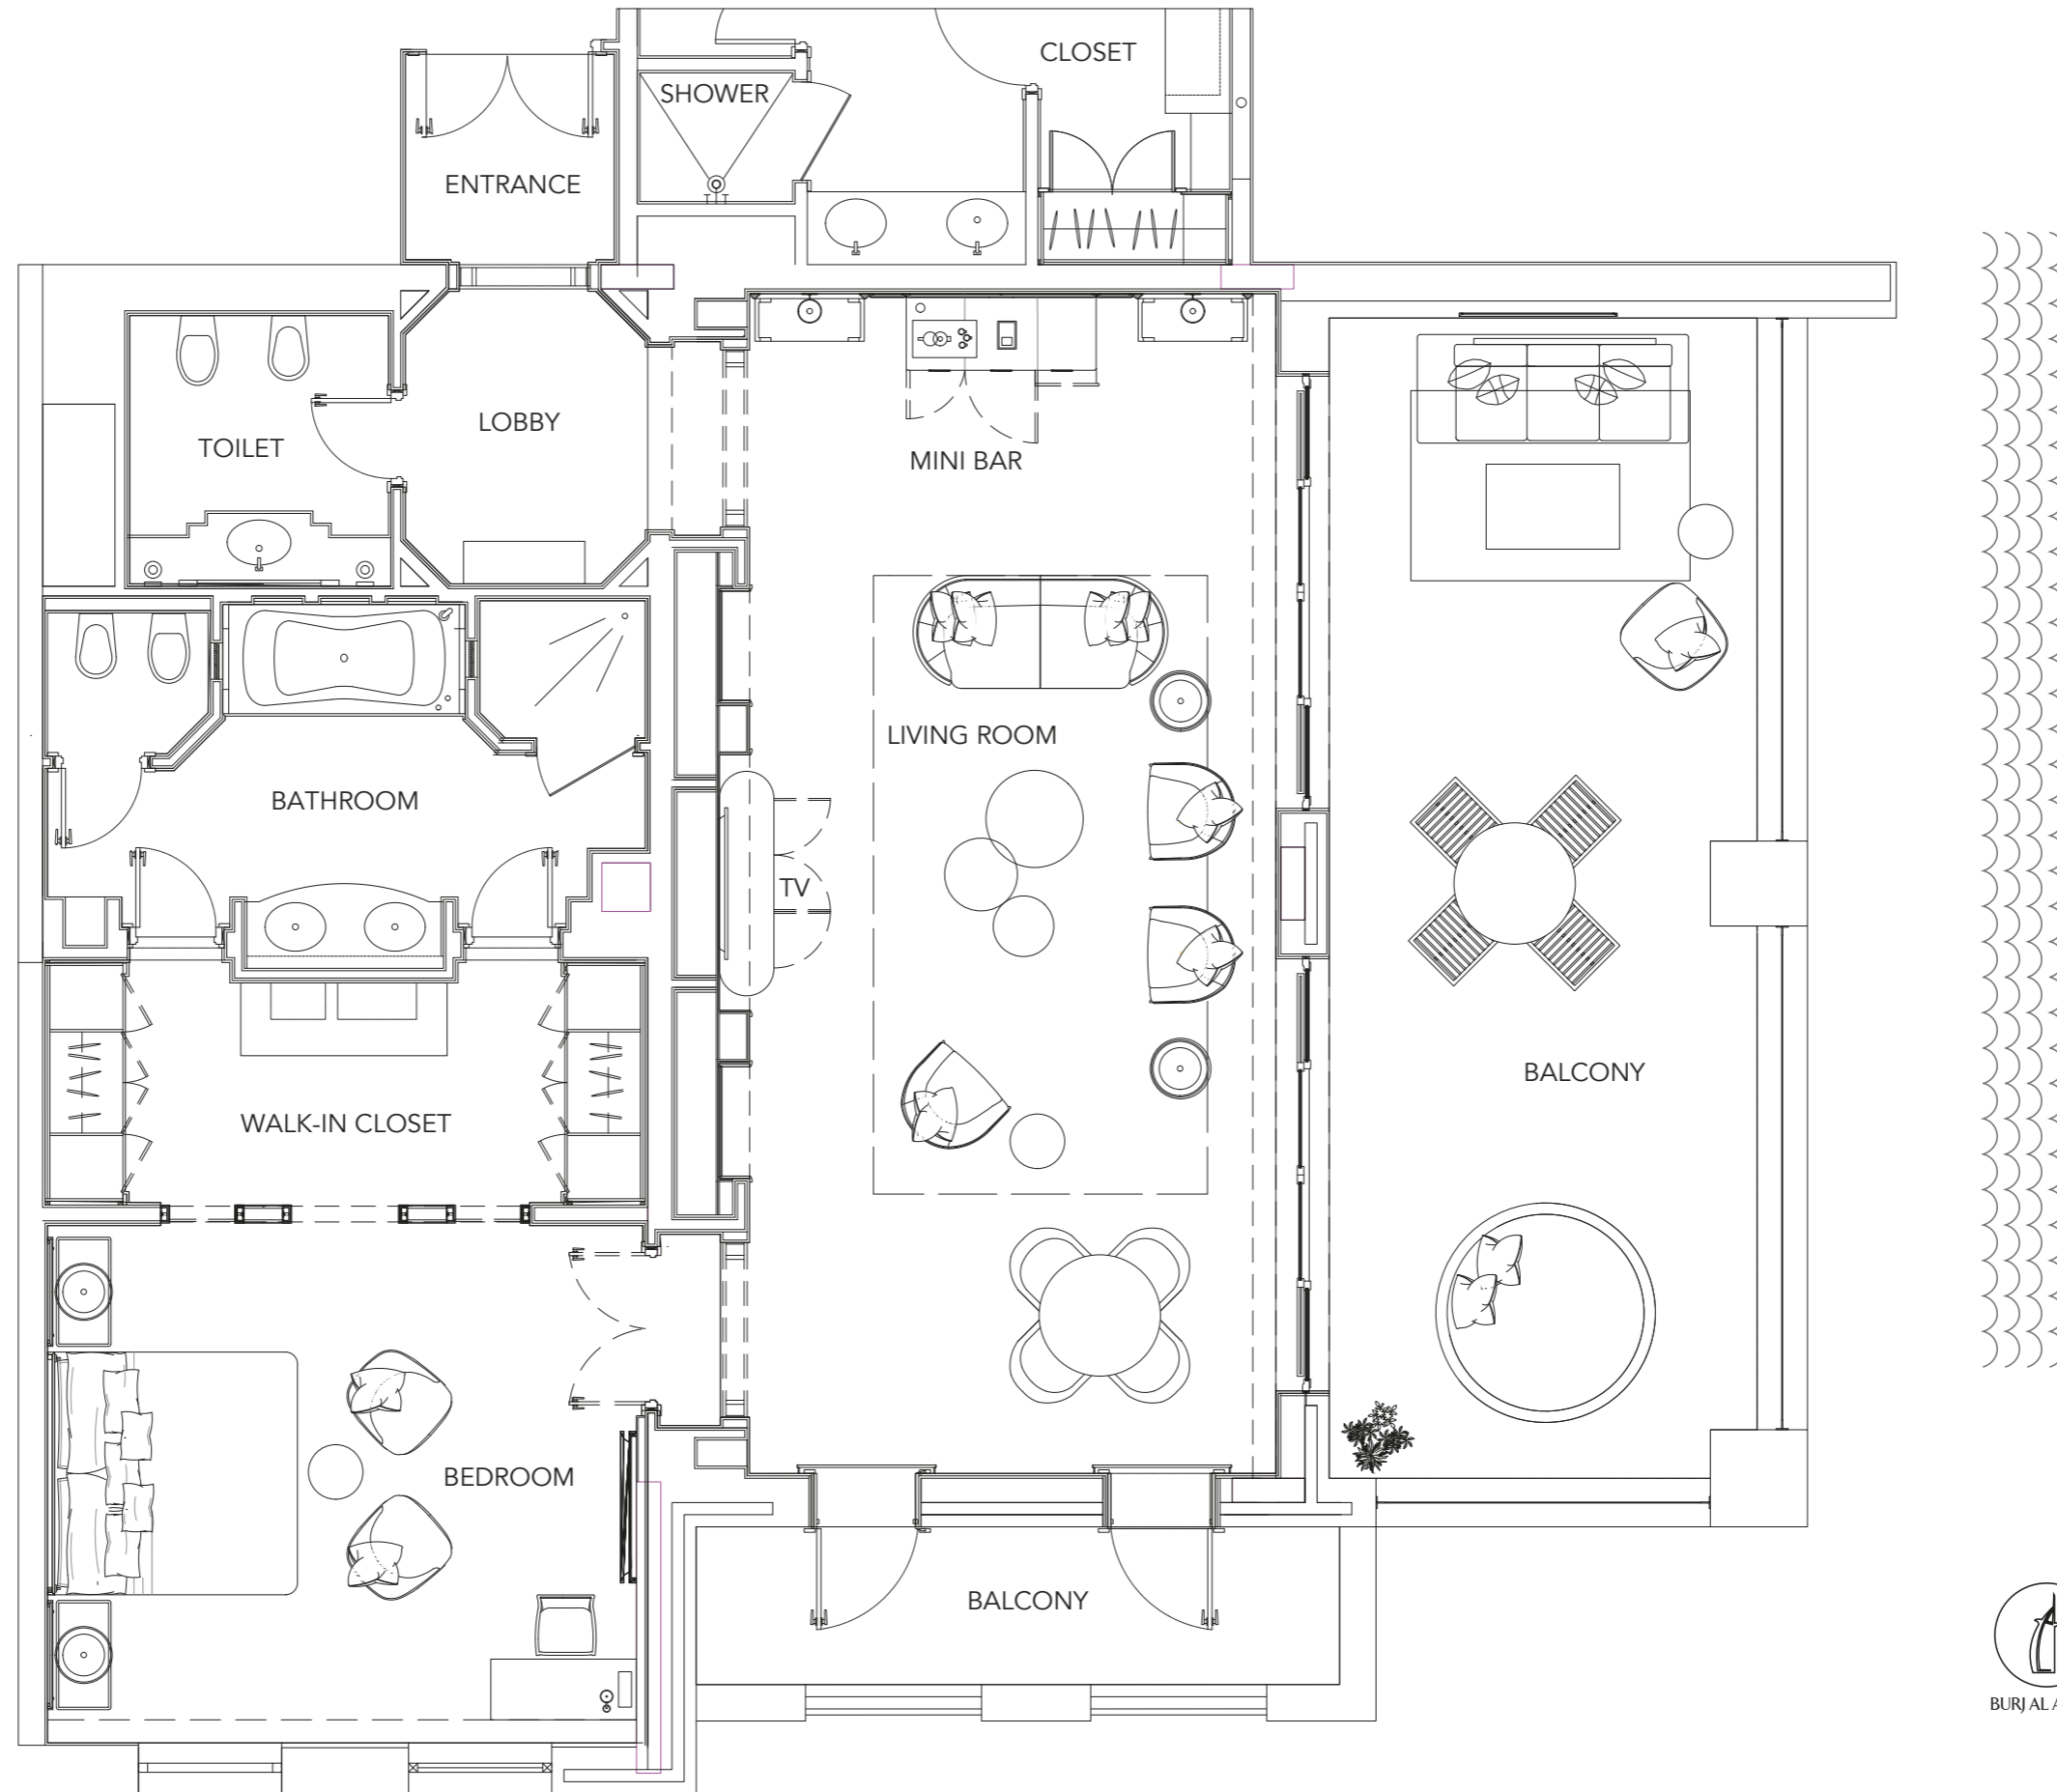 CLOSET
SHOWER
ENTRANCE
LOBBY
TOILET
MINI BAR
LIVING ROOM
BATHROOM
TV
BALCONY
WALK-IN CLOSET
BEDROOM
BALCONY
BURJ AL A